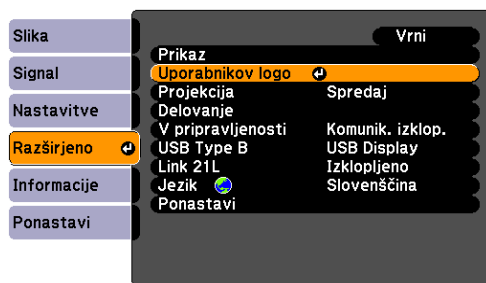 Slika
Signal
Nastavitve
Razširjeno
Informacije
Ponastavi
Vrni
Prikaz
Uporabnikov logo
Projekcija Spredaj
Delovanje
V pripravljenosti Komunik. izklop.
USB Type B USB Display
Link 21L Izklopljeno
Jezik Slovenščina
Ponastavi